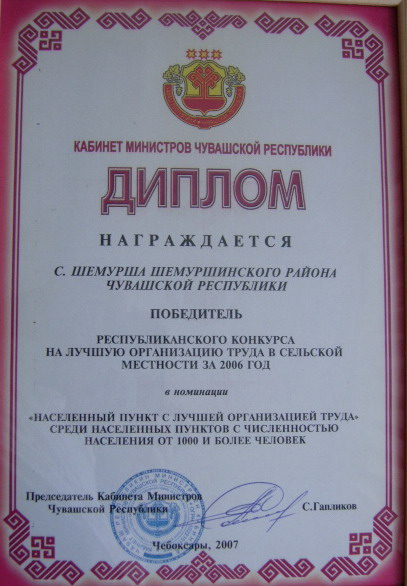 КАБИНЕТ МИНИСТРОВ ЧУВАШСКОЙ РЕСПУБЛИКИ
ДИПЛОМ
НАГРАЖДАЕТСЯ
С. ШЕМУРША ШЕМУРШИНСКОГО РАЙОНА
ЧУВАШСКОЙ РЕСПУБЛИКИ
ПОБЕДИТЕЛЬ
РЕСПУБЛИКАНСКОГО КОНКУРСА
НА ЛУЧШУЮ ОРГАНИЗАЦИЮ ТРУДА В СЕЛЬСКОЙ
МЕСТНОСТИ ЗА 2006 ГОД
в номинации
«НАСЕЛЕННЫЙ ПУНКТ С ЛУЧШЕЙ ОРГАНИЗАЦИЕЙ ТРУДА»
СРЕДИ НАСЕЛЕННЫХ ПУНКТОВ С ЧИСЛЕННОСТЬЮ
НАСЕЛЕНИЯ ОТ 1000 И БОЛЕЕ ЧЕЛОВЕК
Председатель Кабинета Министров
Чувашской Республики
С.Гапликов
Чебоксары, 2007